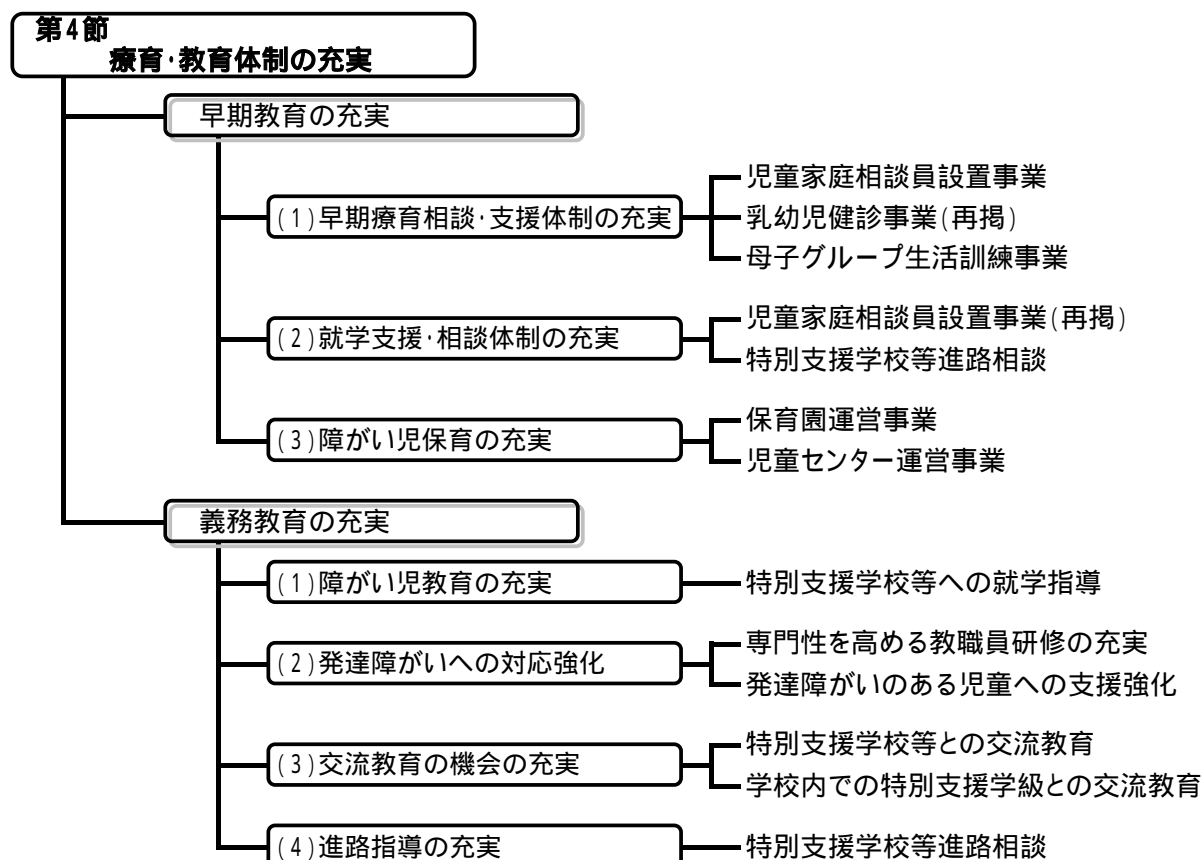 第4節
療育・教育体制の充実
早期教育の充実
(1)早期療育相談・支援体制の充実
児童家庭相談員設置事業
乳幼児健診事業(再掲)
母子グループ生活訓練事業
(2)就学支援・相談体制の充実
児童家庭相談員設置事業(再掲)
特別支援学校等進路相談
(3)障がい児保育の充実
保育園運営事業
児童センター運営事業
義務教育の充実
(1)障がい児教育の充実
特別支援学校等への就学指導
(2)発達障がいへの対応強化
専門性を高める教職員研修の充実
発達障がいのある児童への支援強化
(3)交流教育の機会の充実
特別支援学校等との交流教育
学校内での特別支援学級との交流教育
(4)進路指導の充実
特別支援学校等進路相談